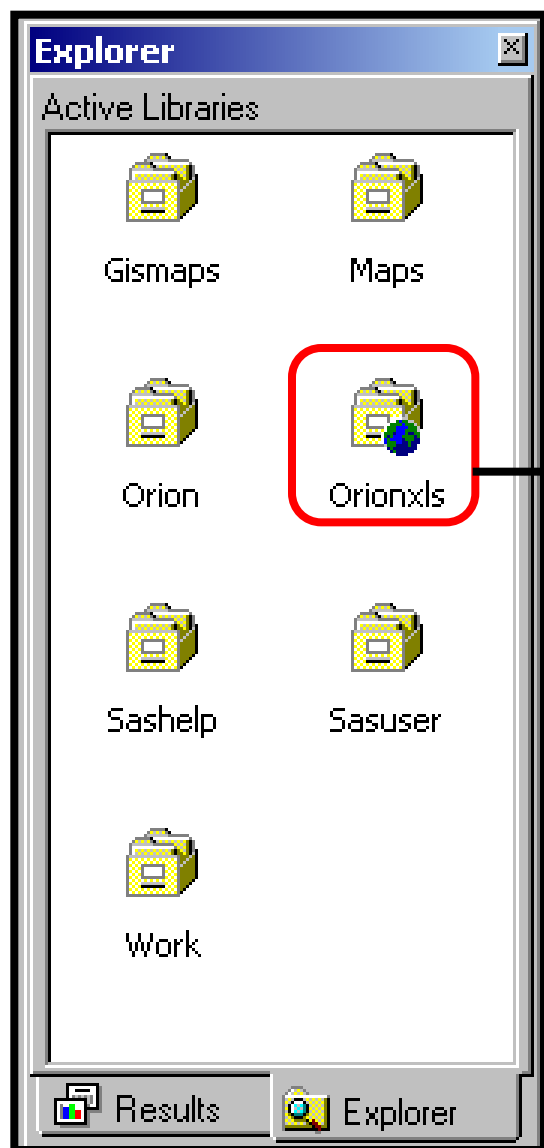 Explorer
Active Libraries
Gismaps Maps
Orion Orionxls
Sashelp Sasuser
Work
Results Explorer